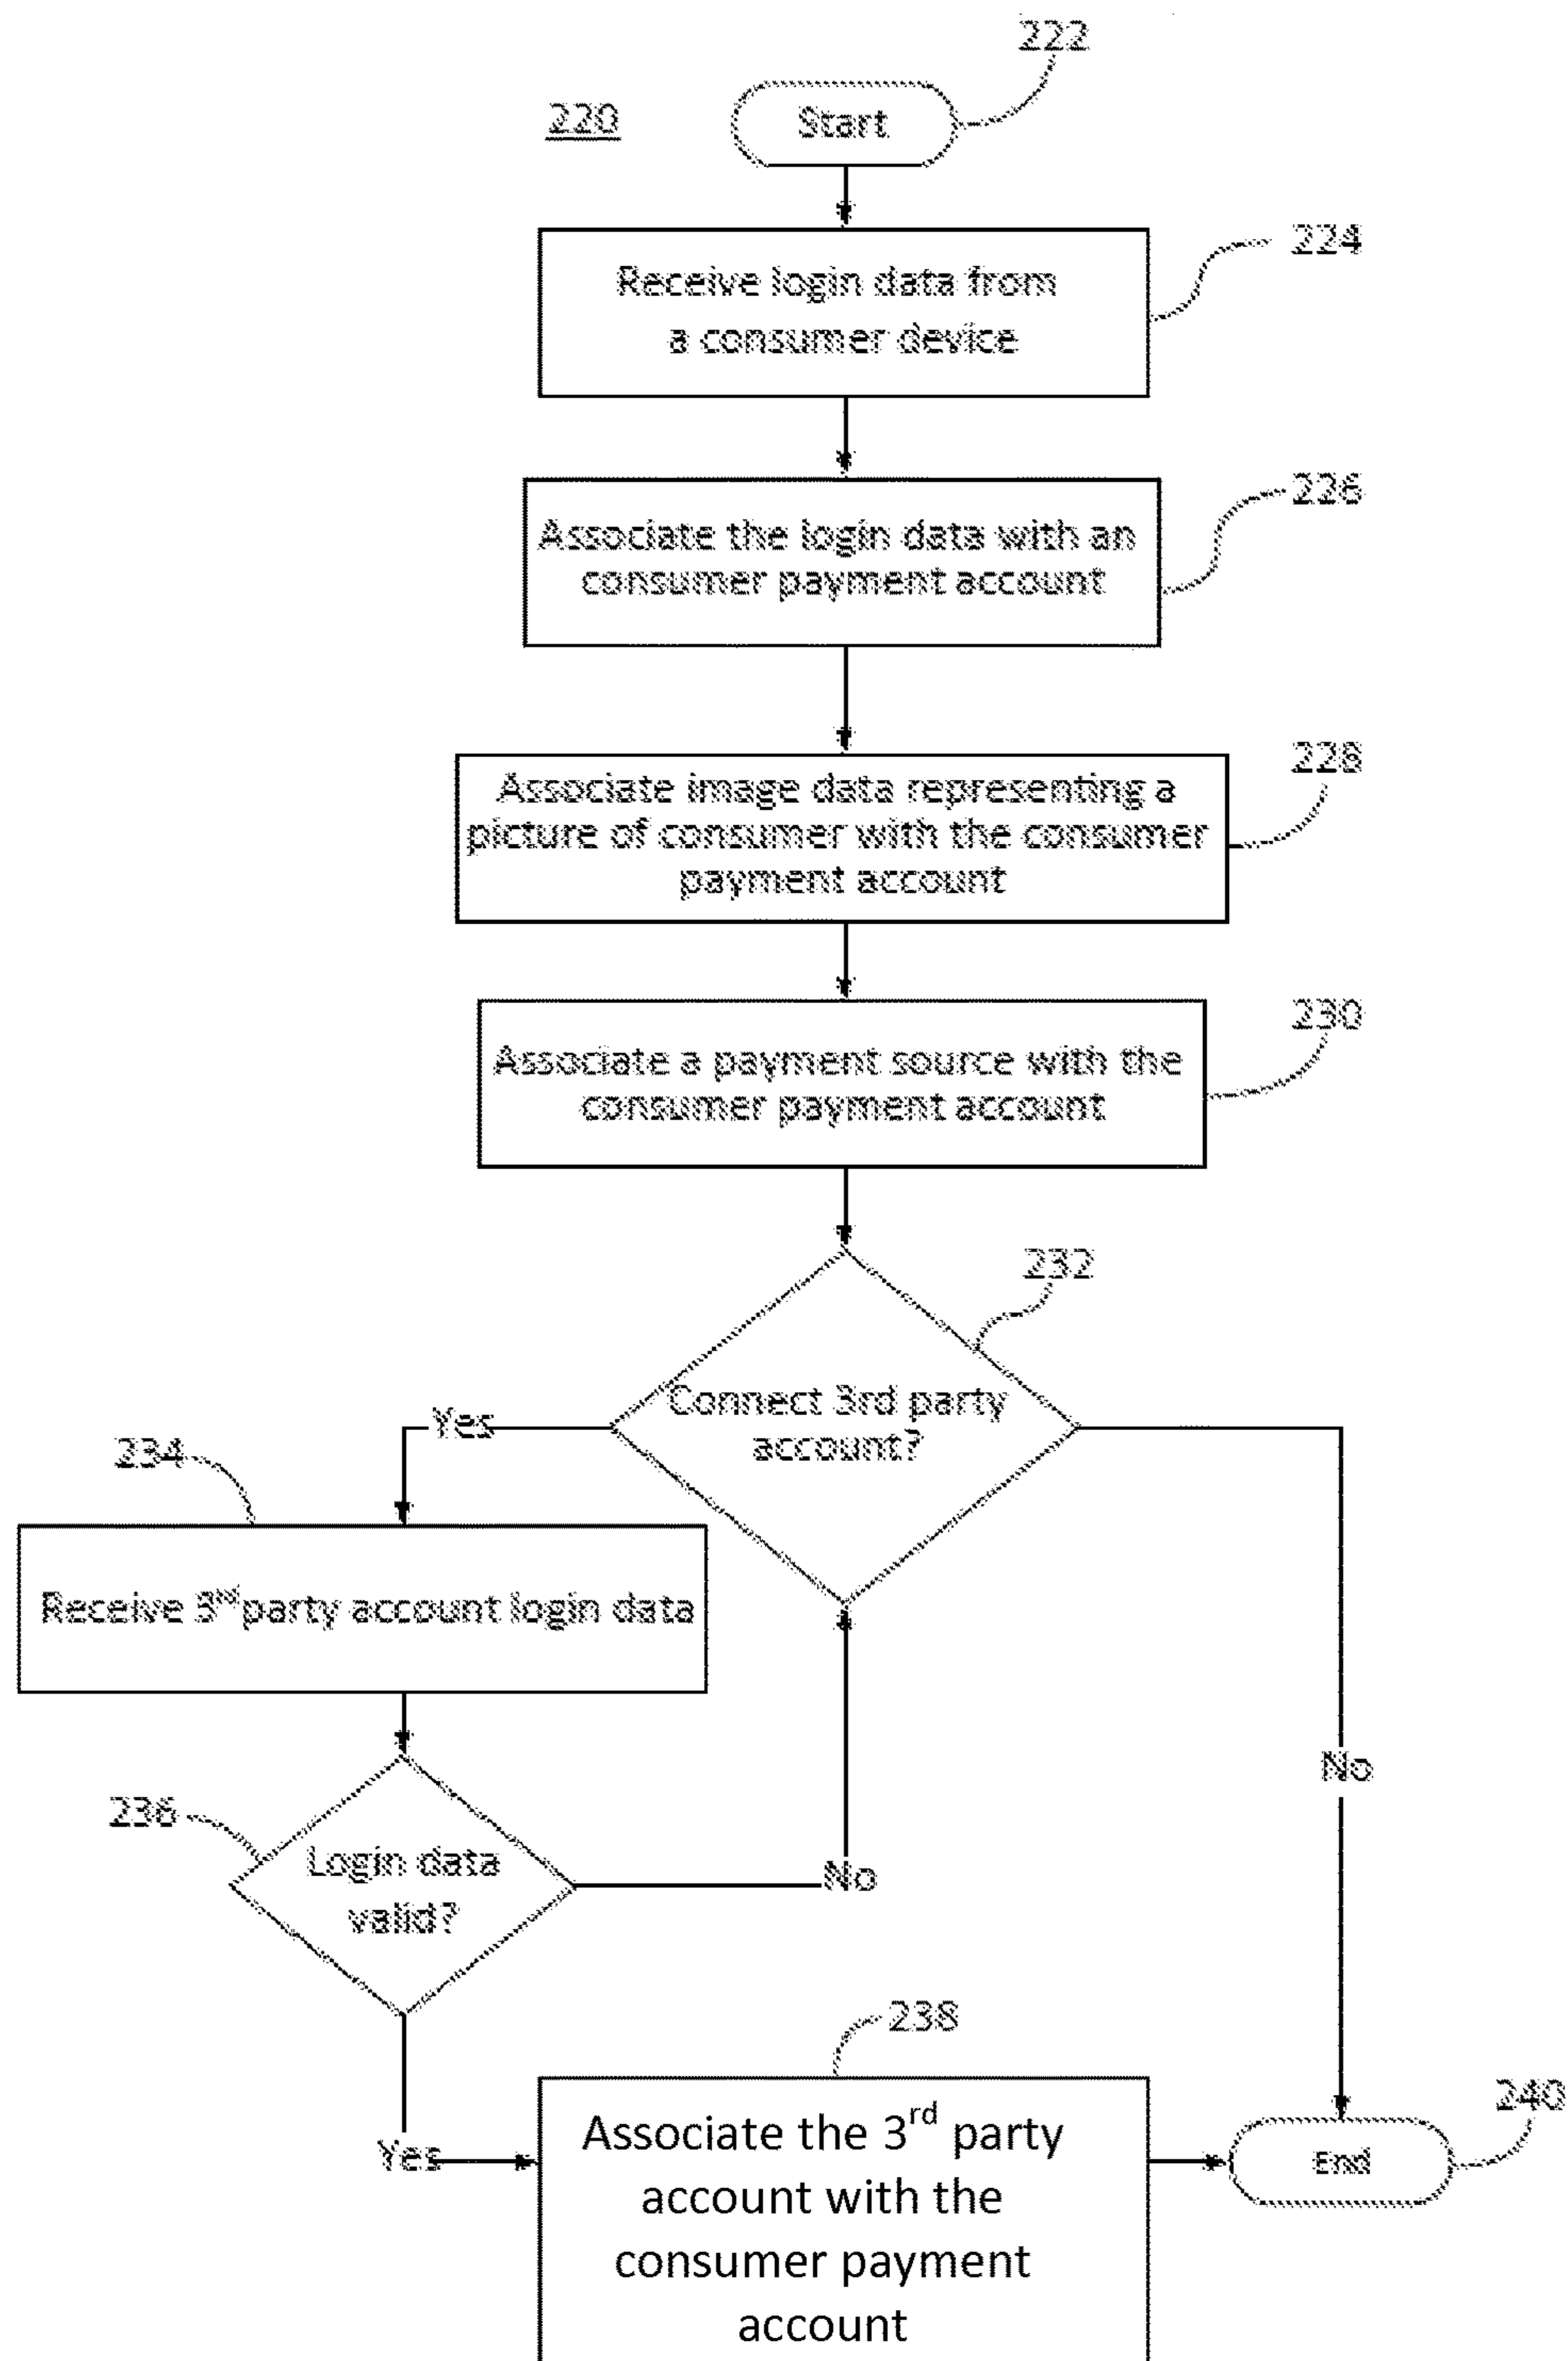 222
220
Start
224
Receive login data from
a consumer device
226
Associate the login data with an
consumer payment account
228
Associate image data representing a
picture of consumer with the consumer
payment account
230
Associate a payment source with the
consumer payment account
232
Connect 3rd party
account?
Yes
234
Receive 3rd party account login data
No
236
Login data
valid?
No
238
240
Yes
Associate the 3rd party
account with the
consumer payment
account
End